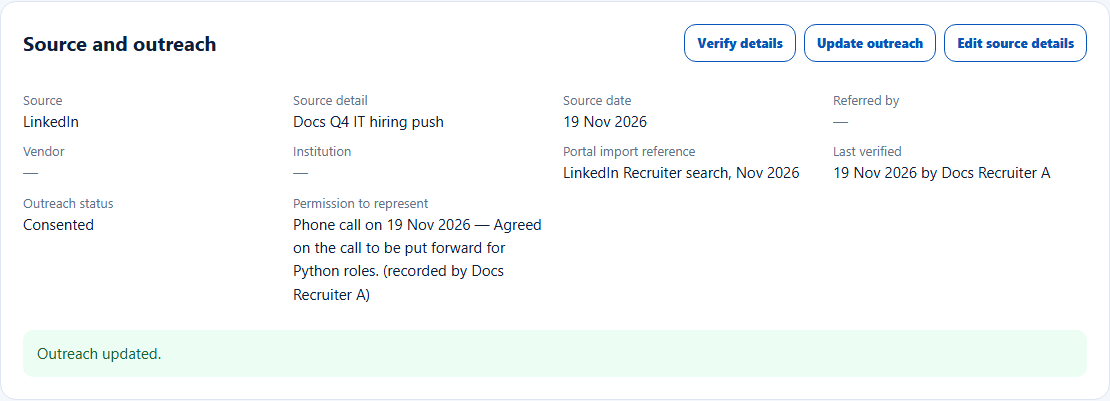 Source and outreach
Verify details
Update outreach
Edit source details
Source
LinkedIn
Source detail
Docs Q4 IT hiring push
Source date
19 Nov 2026
Referred by
—
Vendor
—
Institution
—
Portal import reference
LinkedIn Recruiter search, Nov 2026
Last verified
19 Nov 2026 by Docs Recruiter A
Outreach status
Consented
Permission to represent
Phone call on 19 Nov 2026 — Agreed
on the call to be put forward for
Python roles. (recorded by Docs
Recruiter A)
Outreach updated.